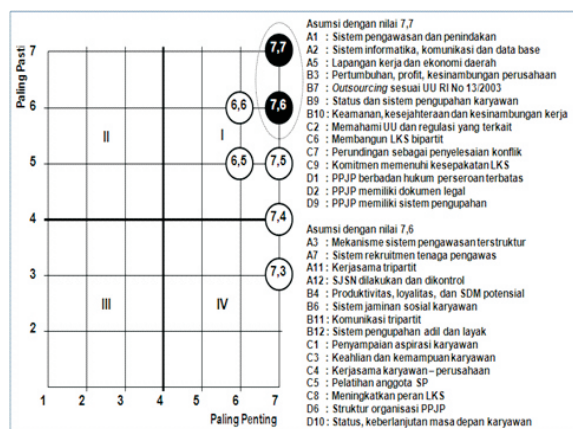 Paling Pasti
7
6
5
4
3
2
1 2 3 4 5 6 7
Paling Penting
II
I
III
IV
7,7
6,6
7,6
6,5
7,5
7,4
7,3
Asumsi dengan nilai 7,7
A1 : Sistem pengawasan dan penindakan
A2 : Sistem informatika, komunikasi dan data base
A5 : Lapangan kerja dan ekonomi daerah
B3 : Pertumbuhan, profit, kesinambungan perusahaan
B7 : Outsourcing sesuai UU RI No 13/2003
B9 : Status dan sistem pengupahan karyawan
B10 : Keamanan, kesejahteraan dan kesinambungan kerja
C2 : Memahami UU dan regulasi yang terkait
C6 : Membangun LKS bipartit
C7 : Perundingan sebagai penyelesaian konflik
C9 : Komitmen memenuhi kesepakatan LKS
D1 : PPJP berbadan hukum perseroan terbatas
D2 : PPJP memiliki dokumen legal
D9 : PPJP memiliki sistem pengupahan
Asumsi dengan nilai 7,6
A3 : Mekanisme sistem pengawasan terstruktur
A7 : Sistem rekruitmen tenaga pengawas
A11 : Kerjasama tripartit
A12 : SJSN dilakukan dan dikontrol
B4 : Produktivitas, loyalitas, dan SDM potensial
B6 : Sistem jaminan sosial karyawan
B11 : Komunikasi tripartit
B12 : Sistem pengupahan adil dan layak
C1 : Penyampaian aspirasi karyawan
C3 : Keahlian dan kemampuan karyawan
C4 : Kerjasama karyawan – perusahaan
C5 : Pelatihan anggota SP
C8 : Meningkatkan peran LKS
D6 : Struktur organisasi PPJP
D10 : Status, keberlanjutan masa depan karyawan